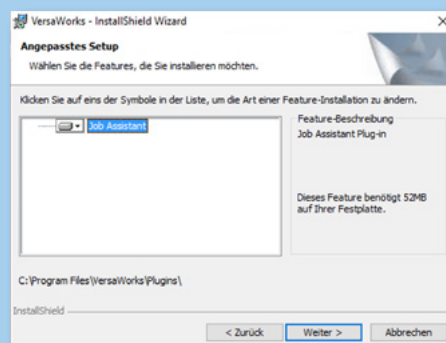 VersaWorks - InstallShield Wizard
Angepasstes Setup
Wählen Sie die Features, die Sie installieren möchten.
Klicken Sie auf eins der Symbole in der Liste, um die Art einer Feature-Installation zu ändern.
Job Assistant
Feature-Beschreibung
Job Assistant Plug-in
Dieses Feature benötigt 52MB
auf Ihrer Festplatte.
C:\Program Files\VersaWorks\Plugins\
InstallShield
< Zurück
Weiter >
Abbrechen